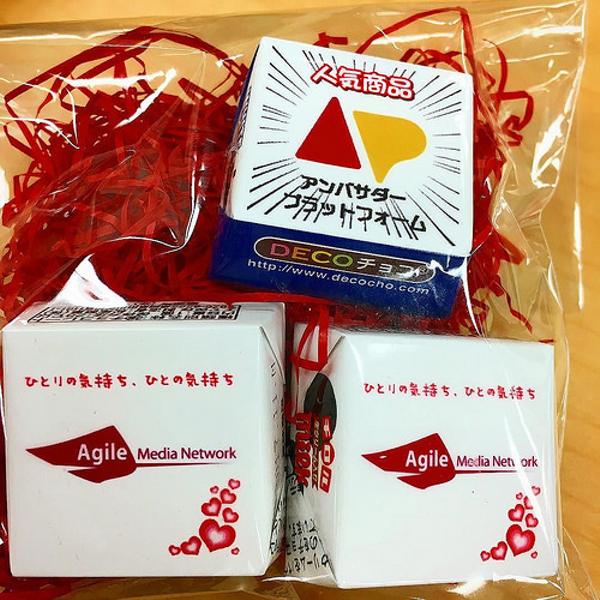 人気商品
アンバサダー
プラットフォーム
DECOチョコ
http://www.decocho.com
ひとりの気持ち、ひとの気持ち
Agile Media Network
ひとりの気持ち、ひとの気持ち
Agile Media Network